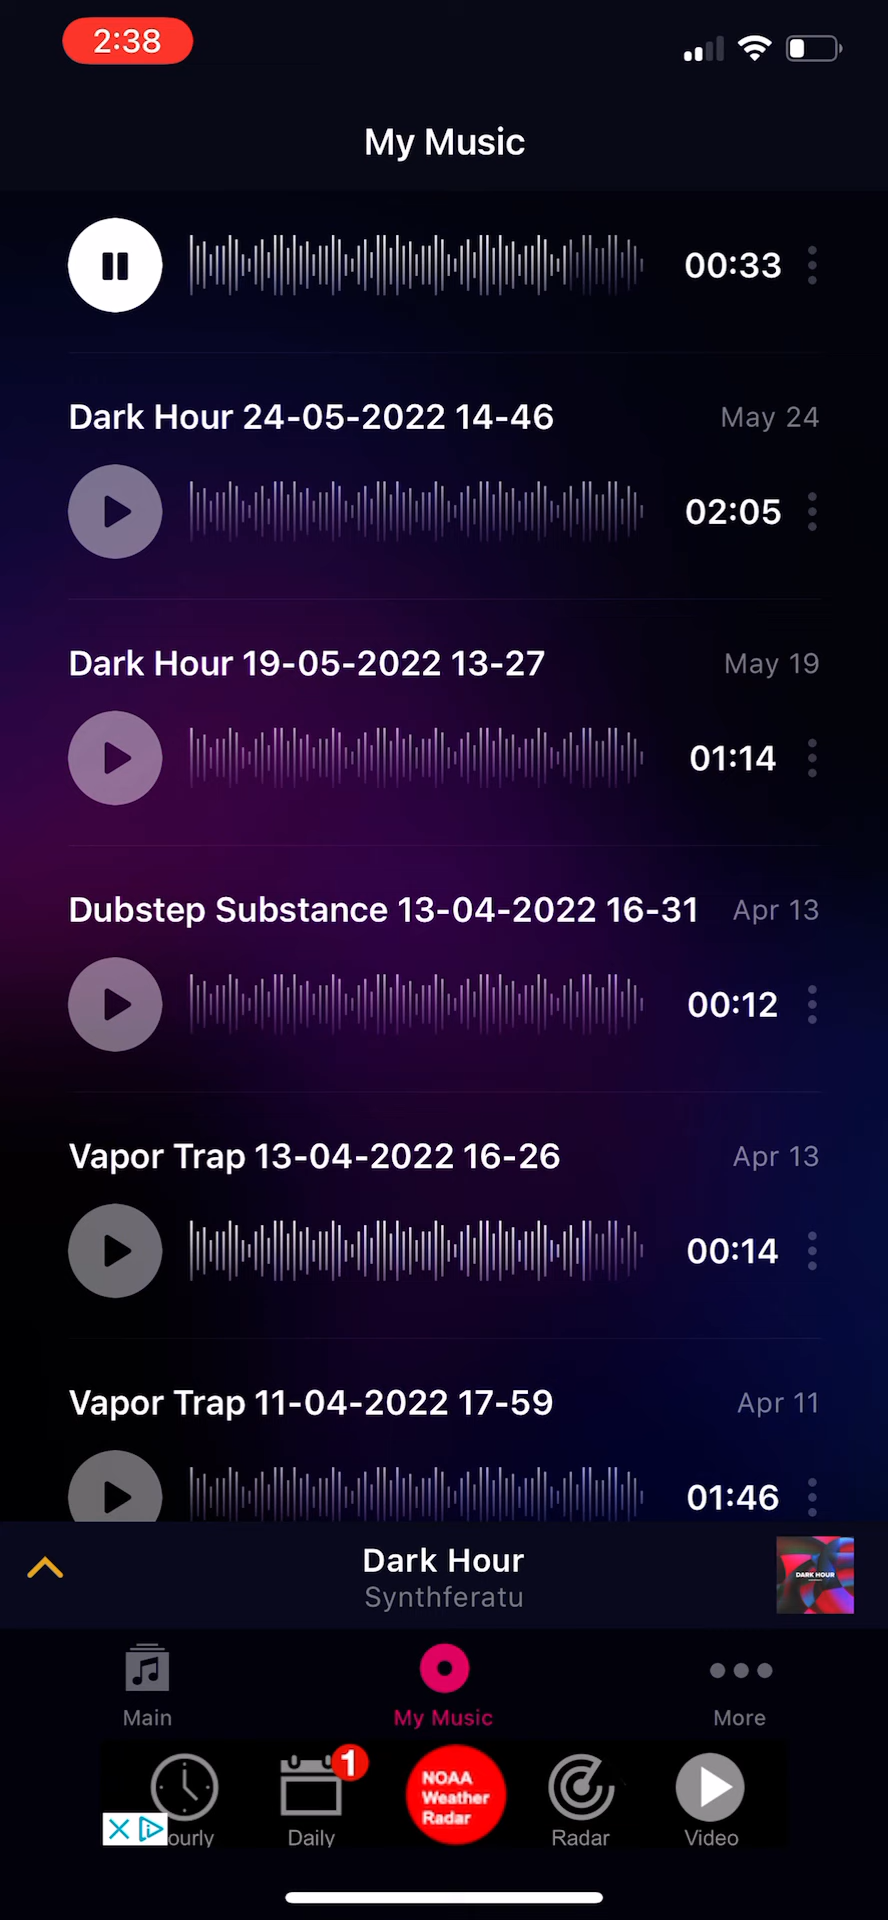 2:38
My Music
00:33
Dark Hour 24-05-2022 14-46 May 24
02:05
Dark Hour 19-05-2022 13-27 May 19
01:14
Dubstep Substance 13-04-2022 16-31 Apr 13
00:12
Vapor Trap 13-04-2022 16-26 Apr 13
00:14
Vapor Trap 11-04-2022 17-59 Apr 11
01:46
Dark Hour
Synthferatu
DARK HOUR
Main My Music More
1
NOAA
Weather
Radar
ourly Daily Radar Video